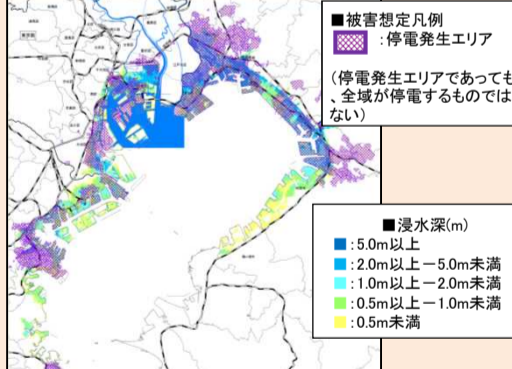 ■被害想定凡例
:停電発生エリア
(停電発生エリアであっても
、全域が停電するものでは
ない)
■浸水深(m)
:5.0m以上
:2.0m以上－5.0m未満
:1.0m以上－2.0m未満
:0.5m以上－1.0m未満
:0.5m未満